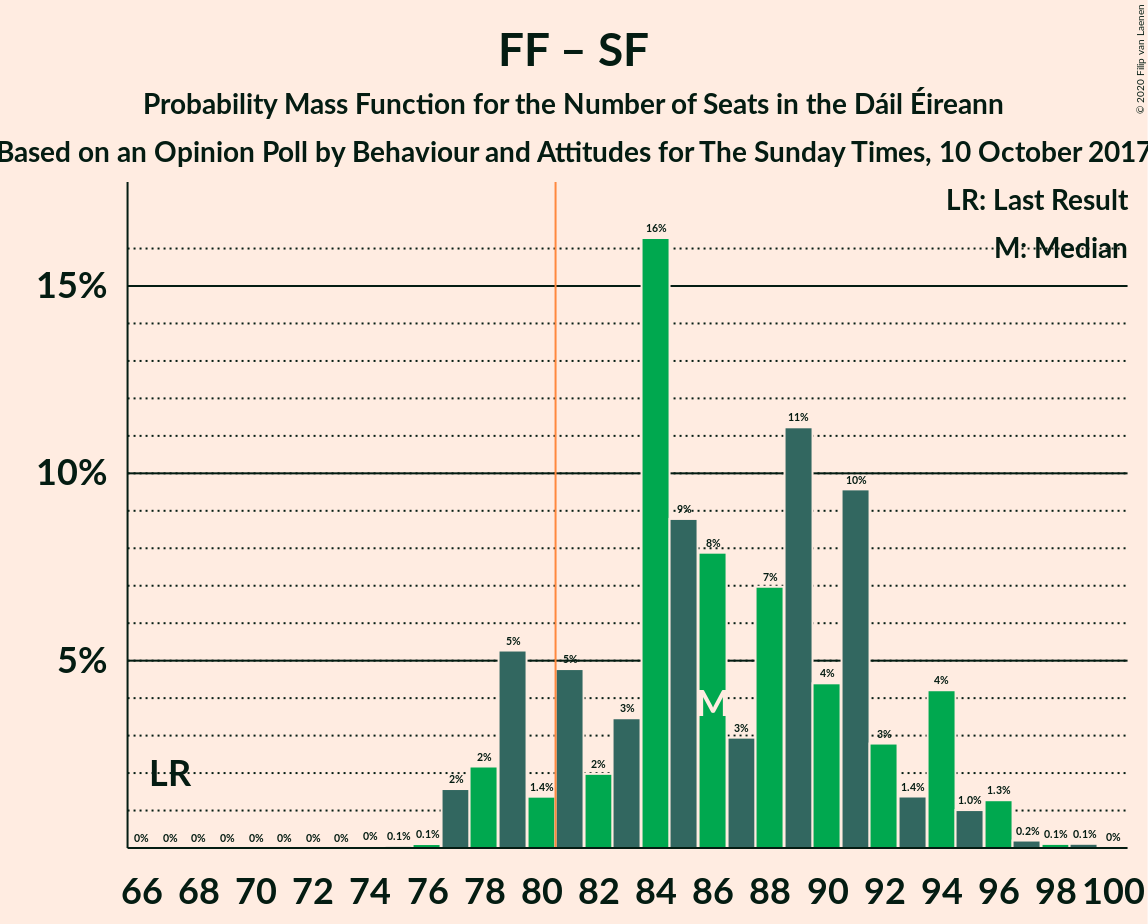 FF – SF
Probability Mass Function for the Number of Seats in the Dáil Éireann
Based on an Opinion Poll by Behaviour and Attitudes for The Sunday Times, 10 October 2017
© 2020 Filip van Laenen
LR: Last Result
M: Median
15%
10%
5%
LR
M
0% 0% 0% 0% 0% 0% 0% 0% 0% 0.1% 0.1% 2% 2% 5% 1.4% 5% 2% 3% 16% 9% 8% 3% 7% 11% 4% 10% 3% 1.4% 4% 1.0% 1.3% 0.2% 0.1% 0.1% 0%
66 68 70 72 74 76 78 80 82 84 86 88 90 92 94 96 98 100